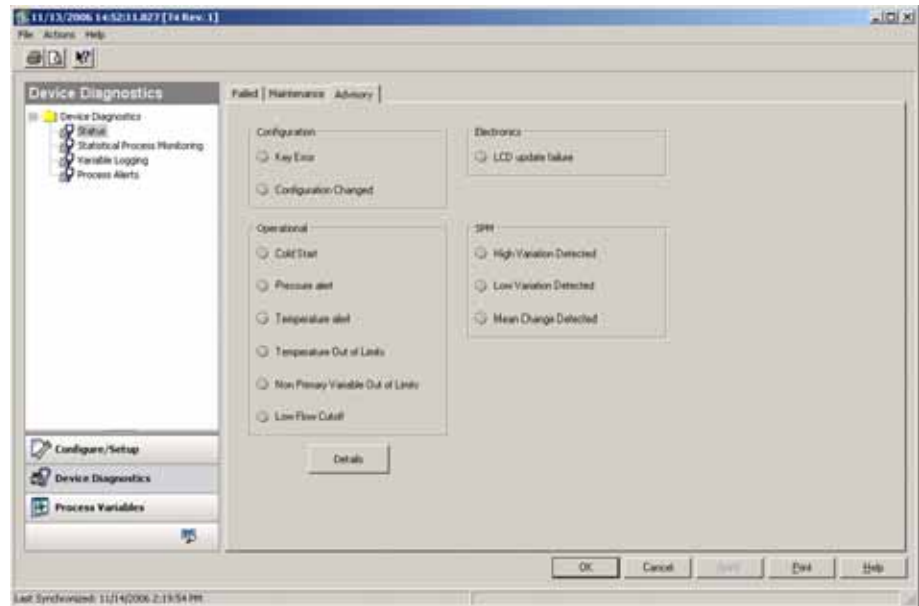 11/13/2006 14:52:11.827 [T4 Rev. 1]
File Actions Help
Device Diagnostics
Device Diagnostics
Status
Statistical Process Monitoring
Variable Logging
Process Alerts
Configure/Setup
Device Diagnostics
Process Variables
Failed Maintenance Advisory
Configuration
Key Error
Configuration Changed
Electronics
LCD update failure
Operational
Cold Start
Pressure alert
Temperature alert
Temperature Out of Limits
Non Primary Variable Out of Limits
Low Flow Cutoff
SPM
High Variation Detected
Low Variation Detected
Mean Change Detected
Details
OK Cancel Apply Print Help
Last Synchronized: 11/14/2006 2:19:54 PM